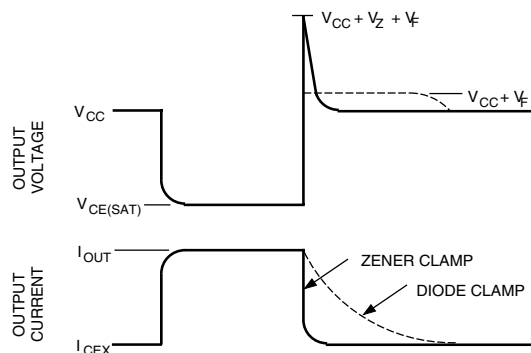 V_CC + V_Z + V_F
V_CC + V_F
V_CC
OUTPUT
VOLTAGE
V_CE(SAT)
I_OUT
ZENER CLAMP
DIODE CLAMP
OUTPUT
CURRENT
I_CEX